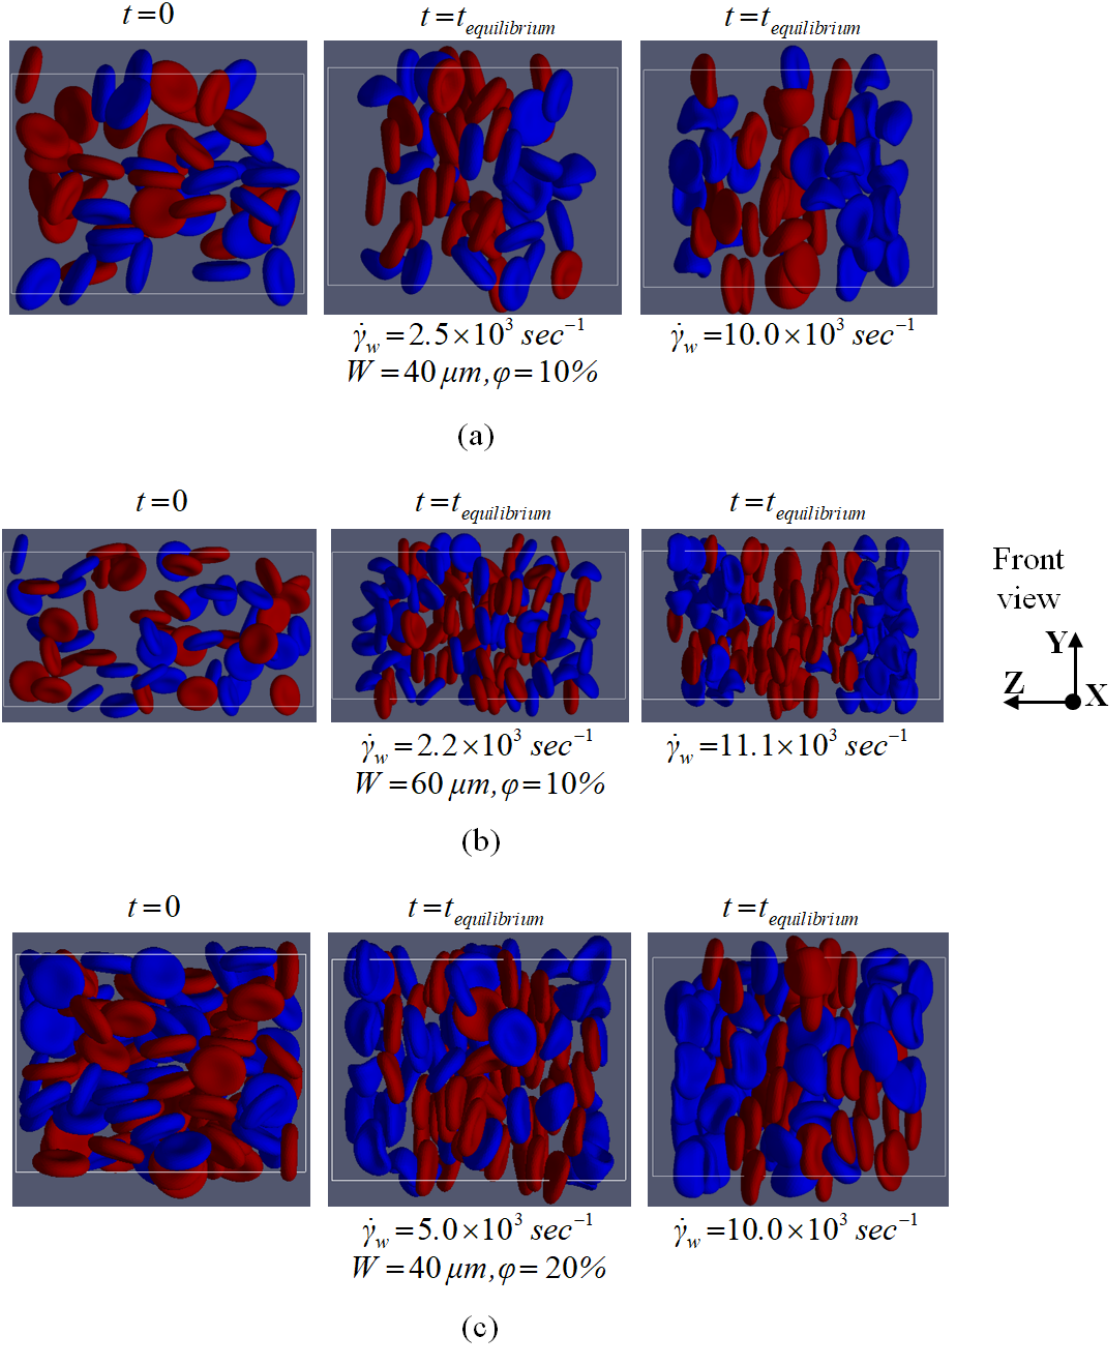 t=0 t=t_equilibrium t=t_equilibrium
γ̇_w=2.5×10³ sec⁻¹ γ̇_w=10.0×10³ sec⁻¹
W=40 μm,φ=10%
(a)
t=0 t=t_equilibrium t=t_equilibrium
Front
view
Y
Z X
γ̇_w=2.2×10³ sec⁻¹ γ̇_w=11.1×10³ sec⁻¹
W=60 μm,φ=10%
(b)
t=0 t=t_equilibrium t=t_equilibrium
γ̇_w=5.0×10³ sec⁻¹ γ̇_w=10.0×10³ sec⁻¹
W=40 μm,φ=20%
(c)